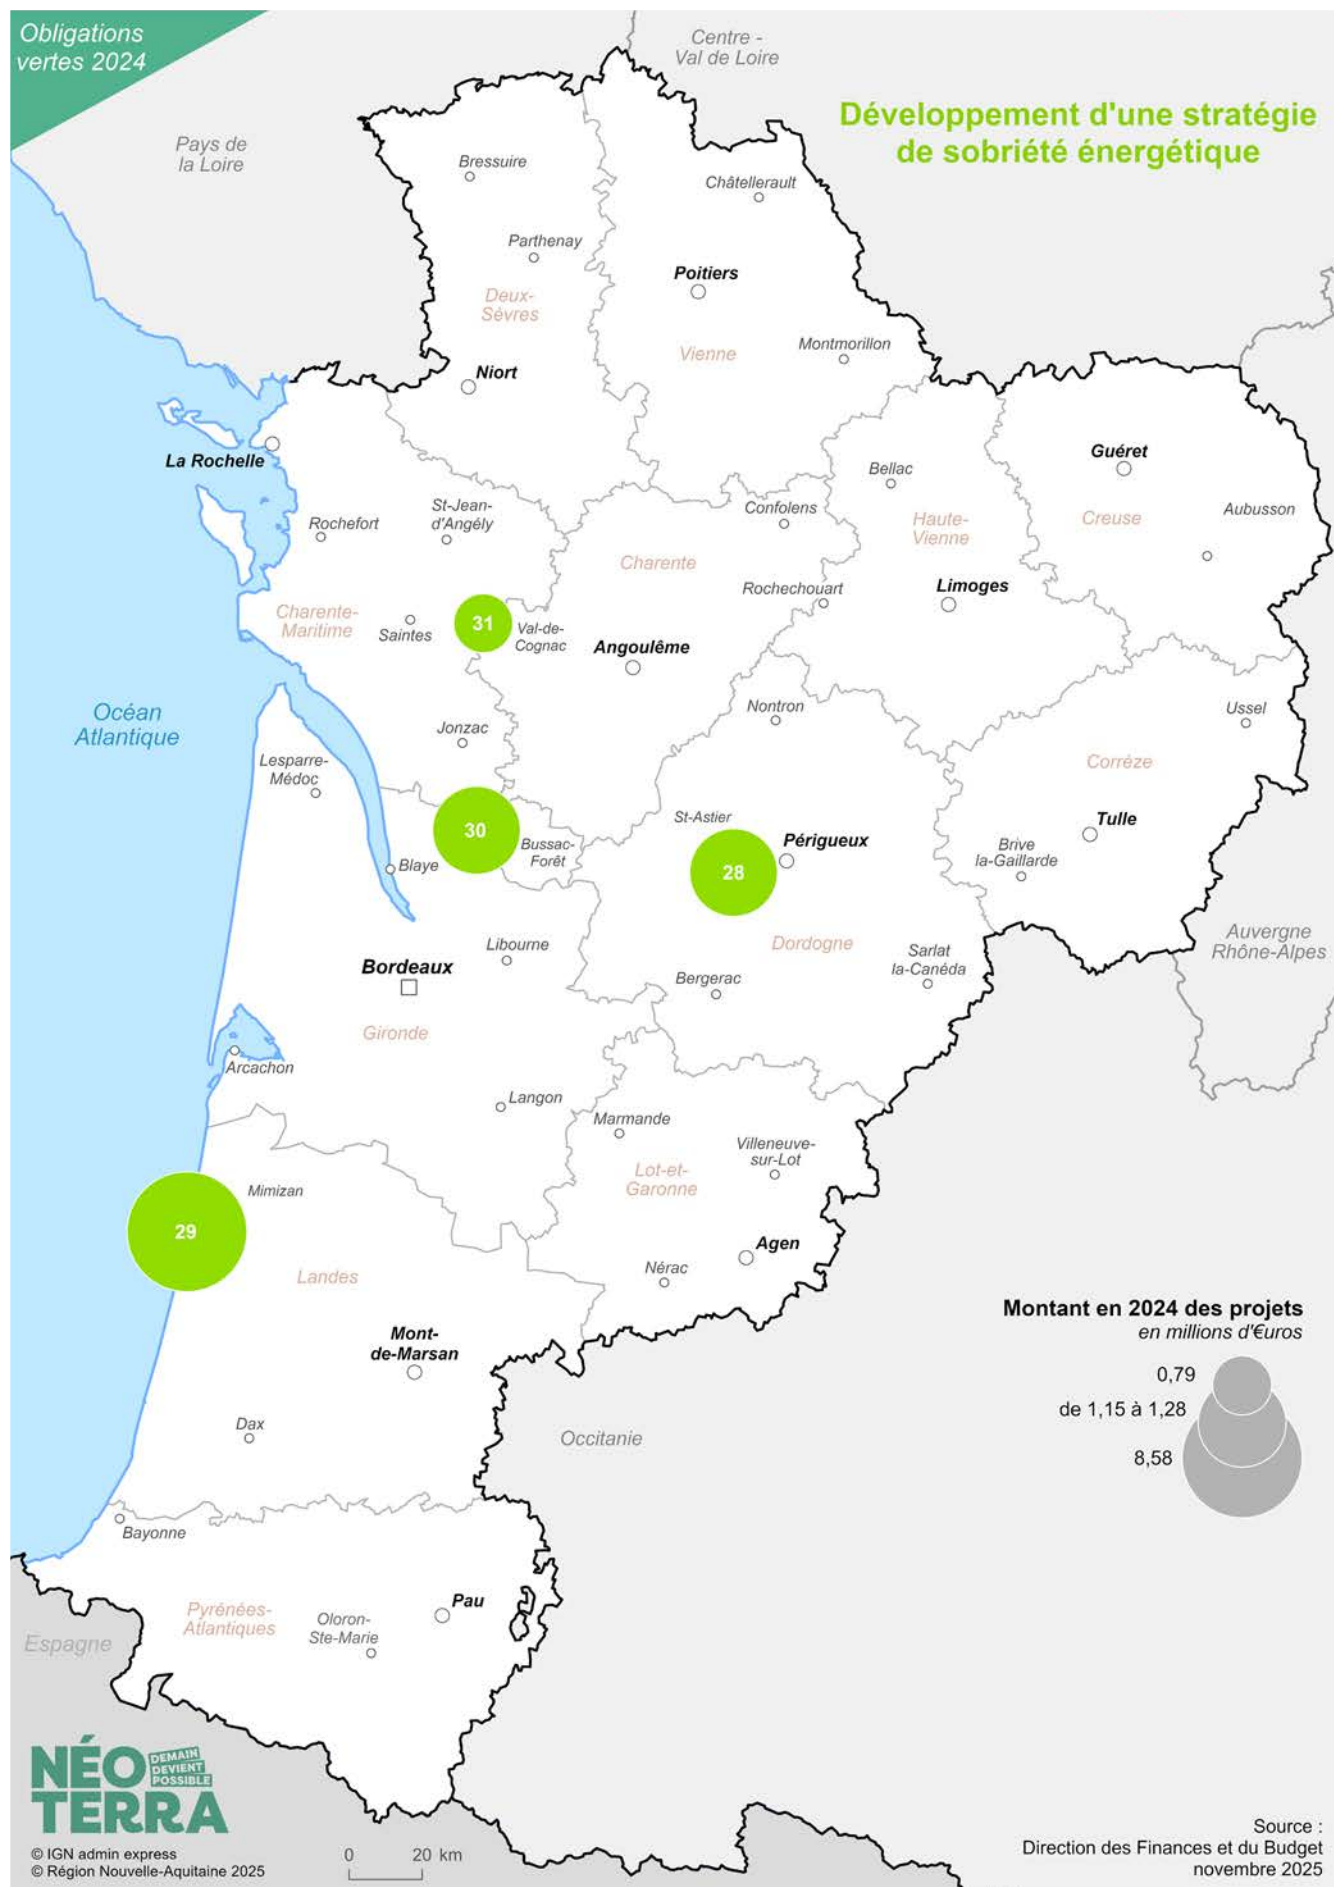 Obligations
vertes 2024
Centre -
Val de Loire
Développement d'une stratégie
de sobriété énergétique
Pays de
la Loire
Bressuire
Châtellerault
Parthenay
Poitiers
Deux-
Sèvres
Vienne
Montmorillon
Niort
La Rochelle
Guéret
Bellac
St-Jean-
d'Angély
Rochefort
Confolens
Haute-
Vienne
Creuse
Aubusson
Charente
Rochechouart
Limoges
Charente-
Maritime
Saintes
31
Val-de-
Cognac
Angoulême
Nontron
Ussel
Océan
Atlantique
Jonzac
Lesparre-
Médoc
Corrèze
St-Astier
Tulle
30
Bussac-
Forêt
Périgueux
Brive
la-Gaillarde
Blaye
28
Auvergne
Rhône-Alpes
Libourne
Dordogne
Sarlat
la-Canéda
Bordeaux
Bergerac
Gironde
Arcachon
Langon
Marmande
Villeneuve-
sur-Lot
Lot-et-
Garonne
Mimizan
29
Agen
Landes
Nérac
Montant en 2024 des projets
en millions d'€uros
0,79
de 1,15 à 1,28
8,58
Mont-
de-Marsan
Dax
Occitanie
Bayonne
Pau
Pyrénées-
Atlantiques
Oloron-
Ste-Marie
Espagne
NÉO
TERRA
DEMAIN
DEVIENT
POSSIBLE
© IGN admin express
© Région Nouvelle-Aquitaine 2025
0 20 km
Source :
Direction des Finances et du Budget
novembre 2025